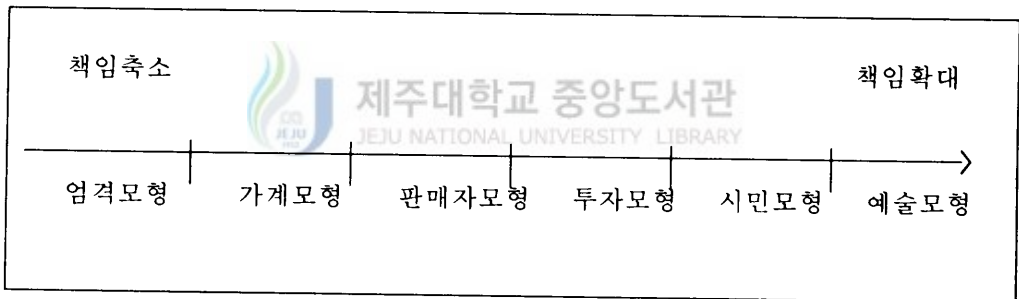 책임축소
책임확대
제주대학교 중앙도서관
JEJU NATIONAL UNIVERSITY LIBRARY
엄격모형 가계모형 판매자모형 투자모형 시민모형 예술모형